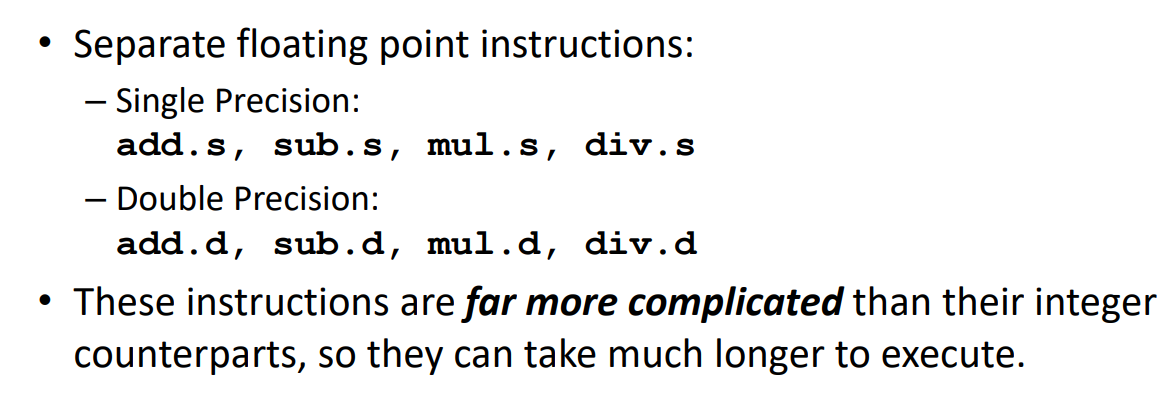 • Separate floating point instructions:
– Single Precision:
add.s, sub.s, mul.s, div.s
– Double Precision:
add.d, sub.d, mul.d, div.d
• These instructions are far more complicated than their integer
counterparts, so they can take much longer to execute.